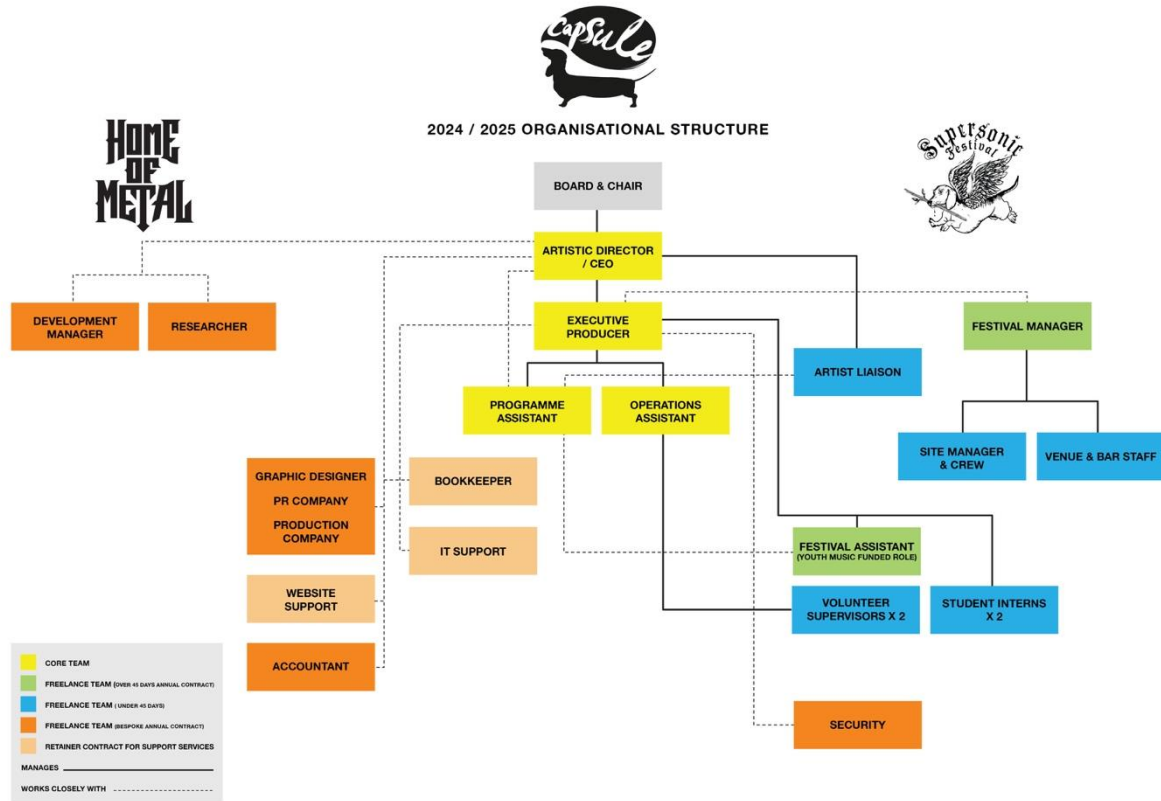 Capsule
2024 / 2025 ORGANISATIONAL STRUCTURE
HOME
OF
METAL
Supersonic
Festival
BOARD & CHAIR
ARTISTIC DIRECTOR
/ CEO
DEVELOPMENT
MANAGER
RESEARCHER
EXECUTIVE
PRODUCER
FESTIVAL MANAGER
ARTIST LIAISON
PROGRAMME
ASSISTANT
OPERATIONS
ASSISTANT
SITE MANAGER
& CREW
VENUE & BAR STAFF
GRAPHIC DESIGNER
PR COMPANY
PRODUCTION
COMPANY
BOOKKEEPER
IT SUPPORT
FESTIVAL ASSISTANT
(YOUTH MUSIC FUNDED ROLE)
WEBSITE
SUPPORT
VOLUNTEER
SUPERVISORS X 2
STUDENT INTERNS
X 2
ACCOUNTANT
SECURITY
CORE TEAM
FREELANCE TEAM (OVER 45 DAYS ANNUAL CONTRACT)
FREELANCE TEAM ( UNDER 45 DAYS)
FREELANCE TEAM (BESPOKE ANNUAL CONTRACT)
RETAINER CONTRACT FOR SUPPORT SERVICES
MANAGES
WORKS CLOSELY WITH